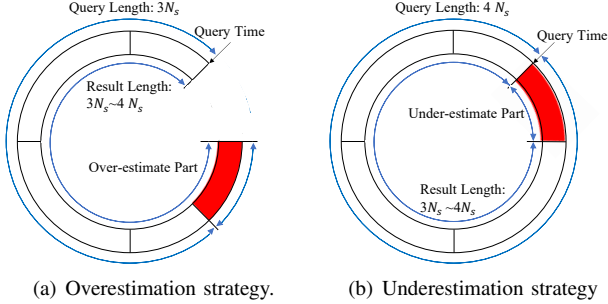 Query Length: 3N_s
Query Time
Result Length:
3N_s~4 N_s
Over-estimate Part
(a) Overestimation strategy.
Query Length: 4 N_s
Query Time
Under-estimate Part
Result Length:
3N_s~4N_s
(b) Underestimation strategy